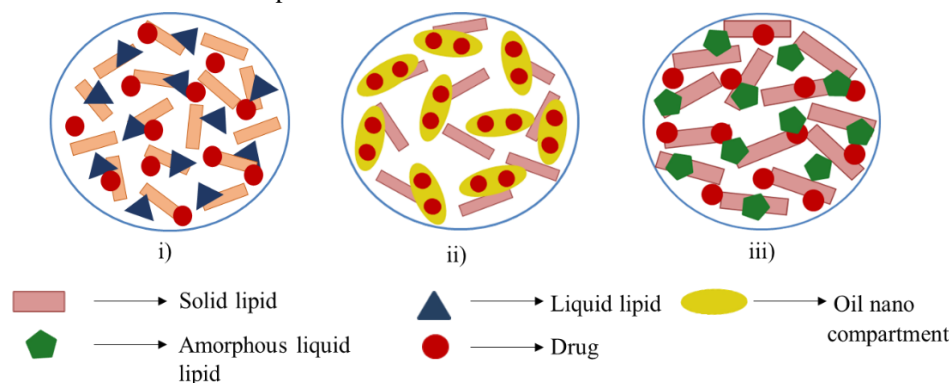 i)
ii)
iii)
Solid lipid
Liquid lipid
Oil nano
compartment
Amorphous liquid
lipid
Drug